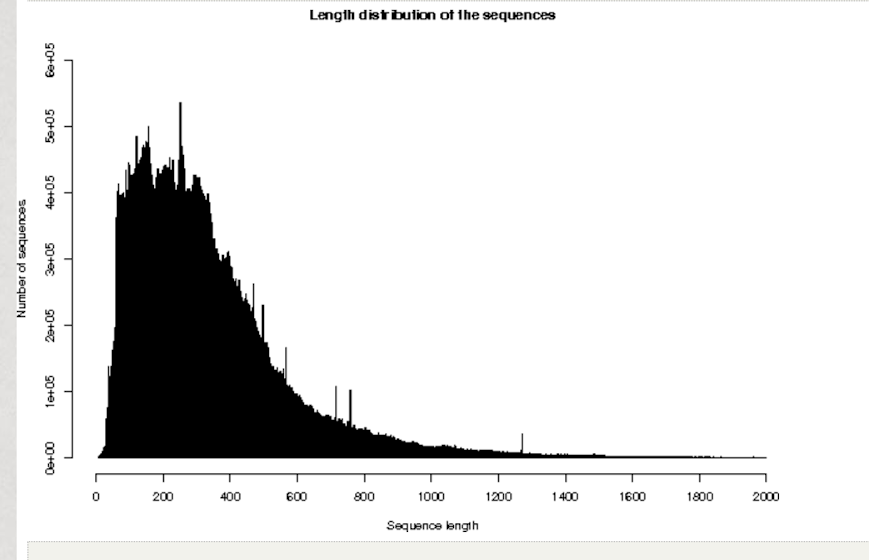 Length distribution of the sequences
Number of sequences
6e+05
5e+05
4e+05
3e+05
2e+05
1e+05
0e+00
0 200 400 600 800 1000 1200 1400 1600 1800 2000
Sequence length